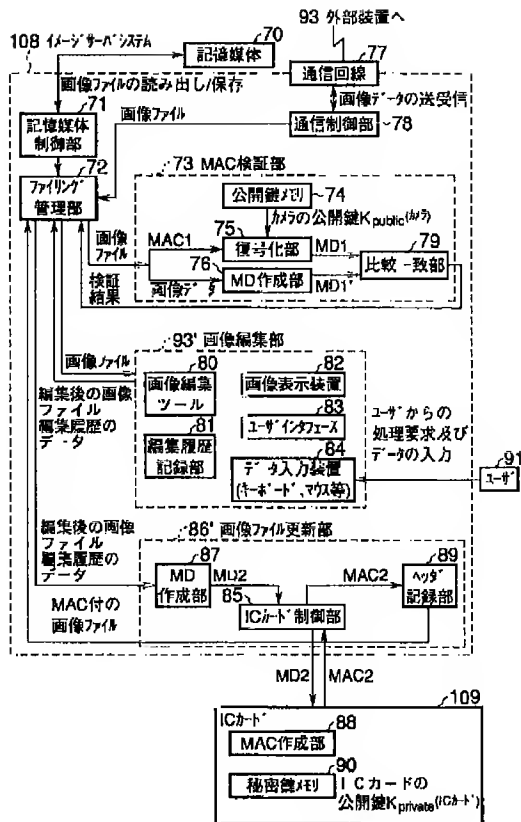 93 外部装置へ
108 イメージサーバシステム
70
記憶媒体
77
通信回線
画像ファイルの読み出し/保存
画像データの送受信
71
記憶媒体
制御部
画像ファイル
通信制御部
78
72
ファイリング
管理部
73 MAC検証部
公開鍵メモリ
74
カメラの公開鍵Kpublic(カメラ)
画像
ファイル
MAC1
75
復号化部
MD1
79
比較一致部
検証
結果
画像データ
76
MD作成部
MD1'
93' 画像編集部
画像ファイル
80
画像編集
ツール
82
画像表示装置
編集後の画像
ファイル
編集履歴の
データ
81
編集履歴
記録部
83
ユーザインタフェース
84
データ入力装置
(キーボード、マウス等)
ユーザからの
処理要求及び
データの入力
91
ユーザ
編集後の画像
ファイル
編集履歴の
データ
86' 画像ファイル更新部
87
MD
作成部
MD2
85
ICカード制御部
MAC2
89
ヘッダ
記録部
MAC付の
画像ファイル
MD2
MAC2
109
ICカード
88
MAC作成部
90
秘密鍵メモリ
ICカードの
公開鍵Kprivate(ICカード)